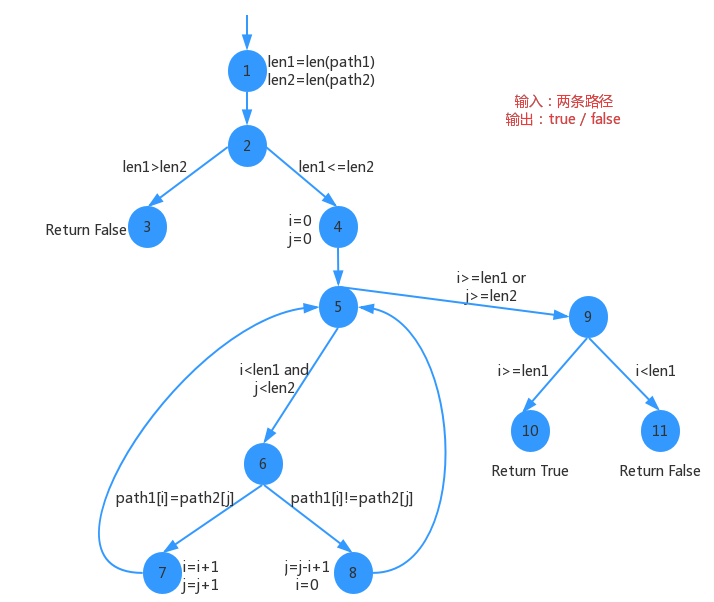 1
len1=len(path1)
len2=len(path2)
输入：两条路径
输出：true / false
2
len1>len2
len1<=len2
Return False
3
i=0
j=0
4
5
i>=len1 or
j>=len2
9
i<len1 and
j<len2
i>=len1
i<len1
10
11
Return True
Return False
6
path1[i]=path2[j]
path1[i]!=path2[j]
7
i=i+1
j=j+1
j=j-i+1
i=0
8